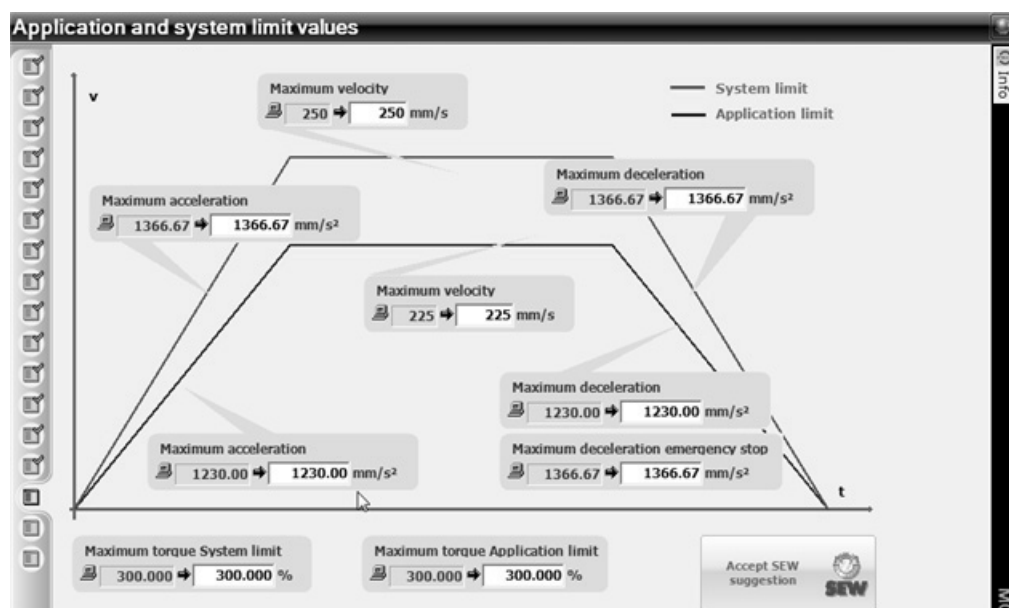 Application and system limit values
Info
v
Maximum velocity
250 250 mm/s
System limit
Application limit
Maximum deceleration
1366.67 1366.67 mm/s²
Maximum acceleration
1366.67 1366.67 mm/s²
Maximum velocity
225 225 mm/s
Maximum deceleration
1230.00 1230.00 mm/s²
Maximum acceleration
1230.00 1230.00 mm/s²
Maximum deceleration emergency stop
1366.67 1366.67 mm/s²
t
Maximum torque System limit
300.000 300.000 %
Maximum torque Application limit
300.000 300.000 %
Accept SEW
suggestion
SEW